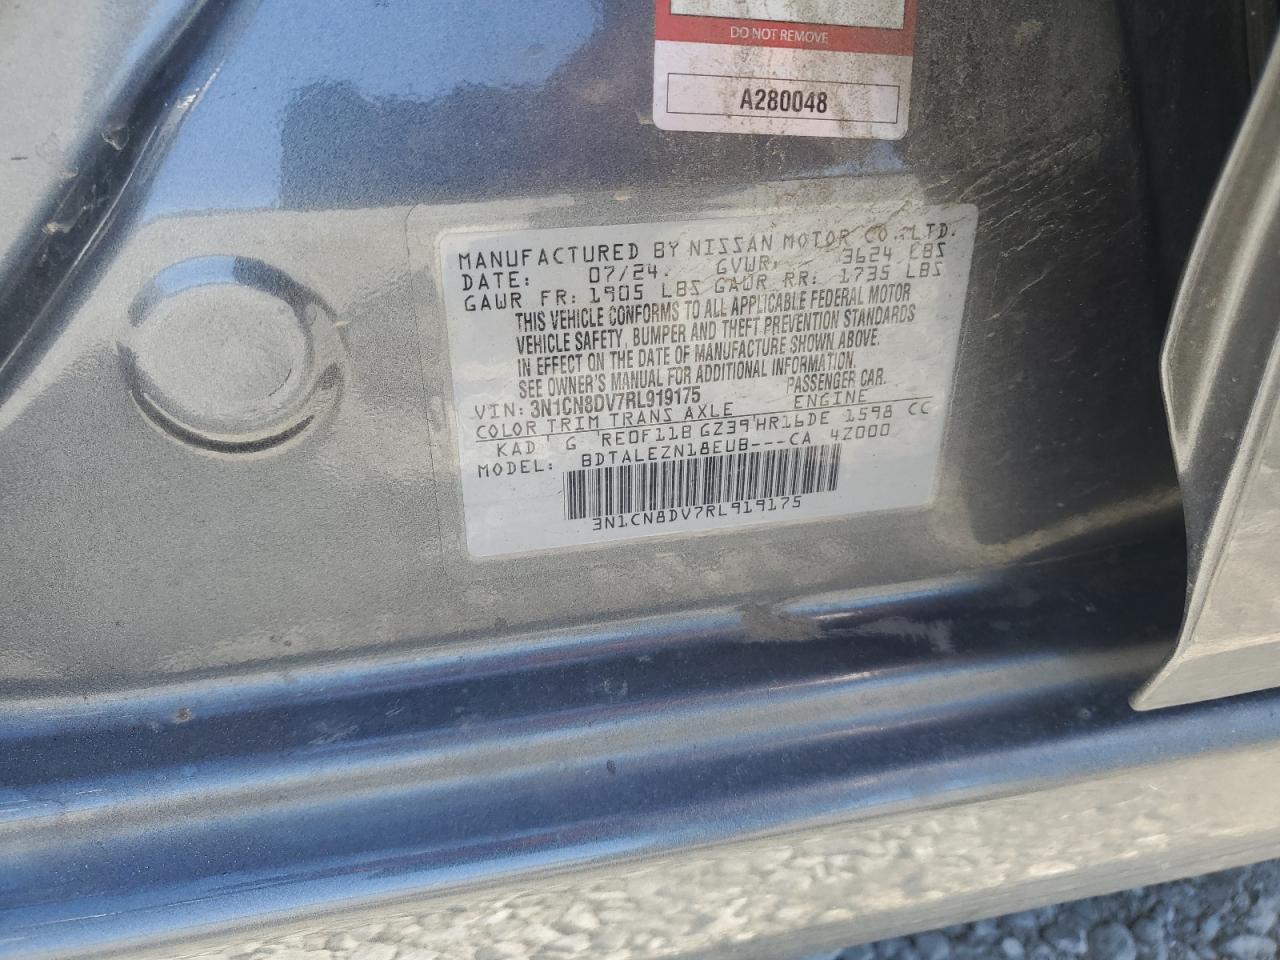 DO NOT REMOVE
A280048
MANUFACTURED BY NISSAN MOTOR CO.,LTD.
DATE: 07/24. GVWR, 3624 LBS
GAWR FR: 1905 LBS GAWR RR: 1735 LBS
THIS VEHICLE CONFORMS TO ALL APPLICABLE FEDERAL MOTOR
VEHICLE SAFETY, BUMPER AND THEFT PREVENTION STANDARDS
IN EFFECT ON THE DATE OF MANUFACTURE SHOWN ABOVE.
SEE OWNER'S MANUAL FOR ADDITIONAL INFORMATION.
VIN: 3N1CN8DV7RL919175 PASSENGER CAR.
COLOR TRIM TRANS AXLE ENGINE
KAD G RE0F11B GZ39 HR16DE 1598 CC
MODEL: BDTALEZN18EUB---CA 4Z000
3N1CN8DV7RL919175